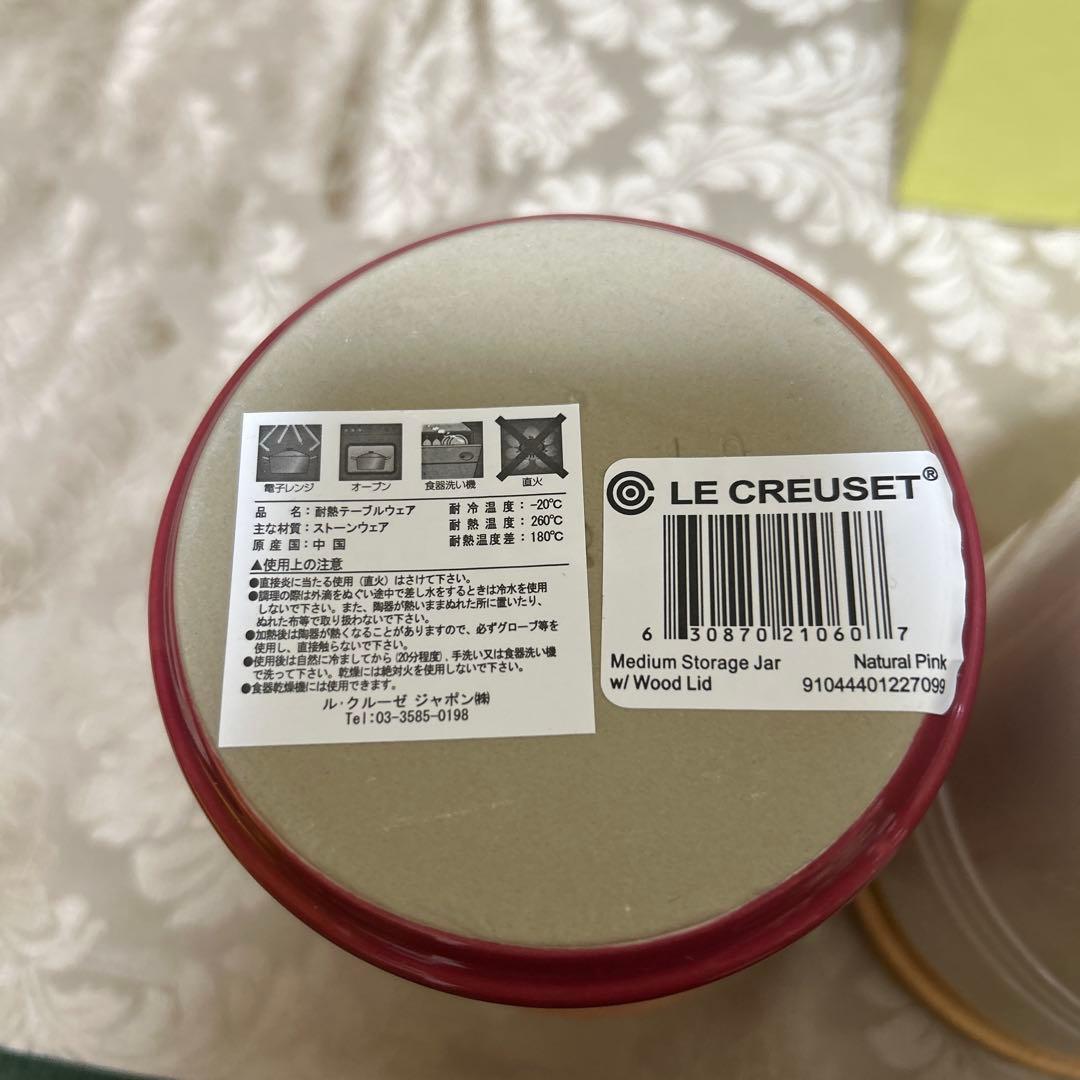 電子レンジ
オーブン
食器洗い機
直火
品　　名：耐熱テーブルウェア
主な材質：ストーンウェア
原 産 国：中 国
耐 冷 温 度：-20℃
耐 熱 温 度：260℃
耐熱温度差：180℃
▲使用上の注意
●直接炎に当たる使用（直火）はさけて下さい。
●調理の際は外滴をぬぐい途中で差し水をするときは冷水を使用
しないで下さい。また、陶器が熱いままぬれた所に置いたり、
ぬれた布等で取り扱わないで下さい。
●加熱後は陶器が熱くなることがありますので、必ずグローブ等を
使用し、直接触らないで下さい。
●使用後は自然に冷ましてから（20分程度）、手洗い又は食器洗い機
で洗って下さい。乾燥には絶対火を使用しないで下さい。
●食器乾燥機には使用できます。
ル・クルーゼ ジャポン㈱
Tel:03-3585-0198
LE CREUSET®
6 30870 21060 7
Medium Storage Jar
w/ Wood Lid
Natural Pink
91044401227099